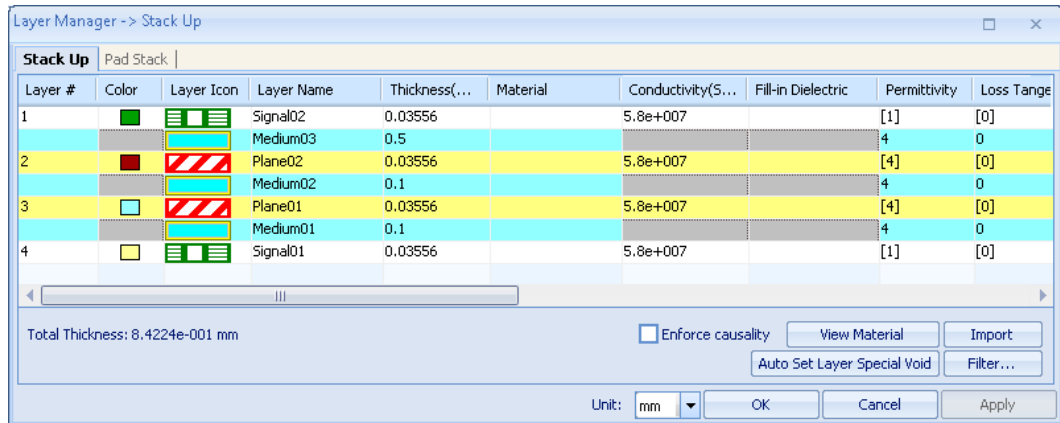 Layer Manager -> Stack Up
Stack Up Pad Stack
Layer # Color Layer Icon Layer Name Thickness(... Material Conductivity(S... Fill-in Dielectric Permittivity Loss Tange
1 Signal02 0.03556 5.8e+007 [1] [0]
Medium03 0.5 4 0
2 Plane02 0.03556 5.8e+007 [4] [0]
Medium02 0.1 4 0
3 Plane01 0.03556 5.8e+007 [4] [0]
Medium01 0.1 4 0
4 Signal01 0.03556 5.8e+007 [1] [0]
Total Thickness: 8.4224e-001 mm Enforce causality View Material Import
Auto Set Layer Special Void Filter...
Unit: mm OK Cancel Apply